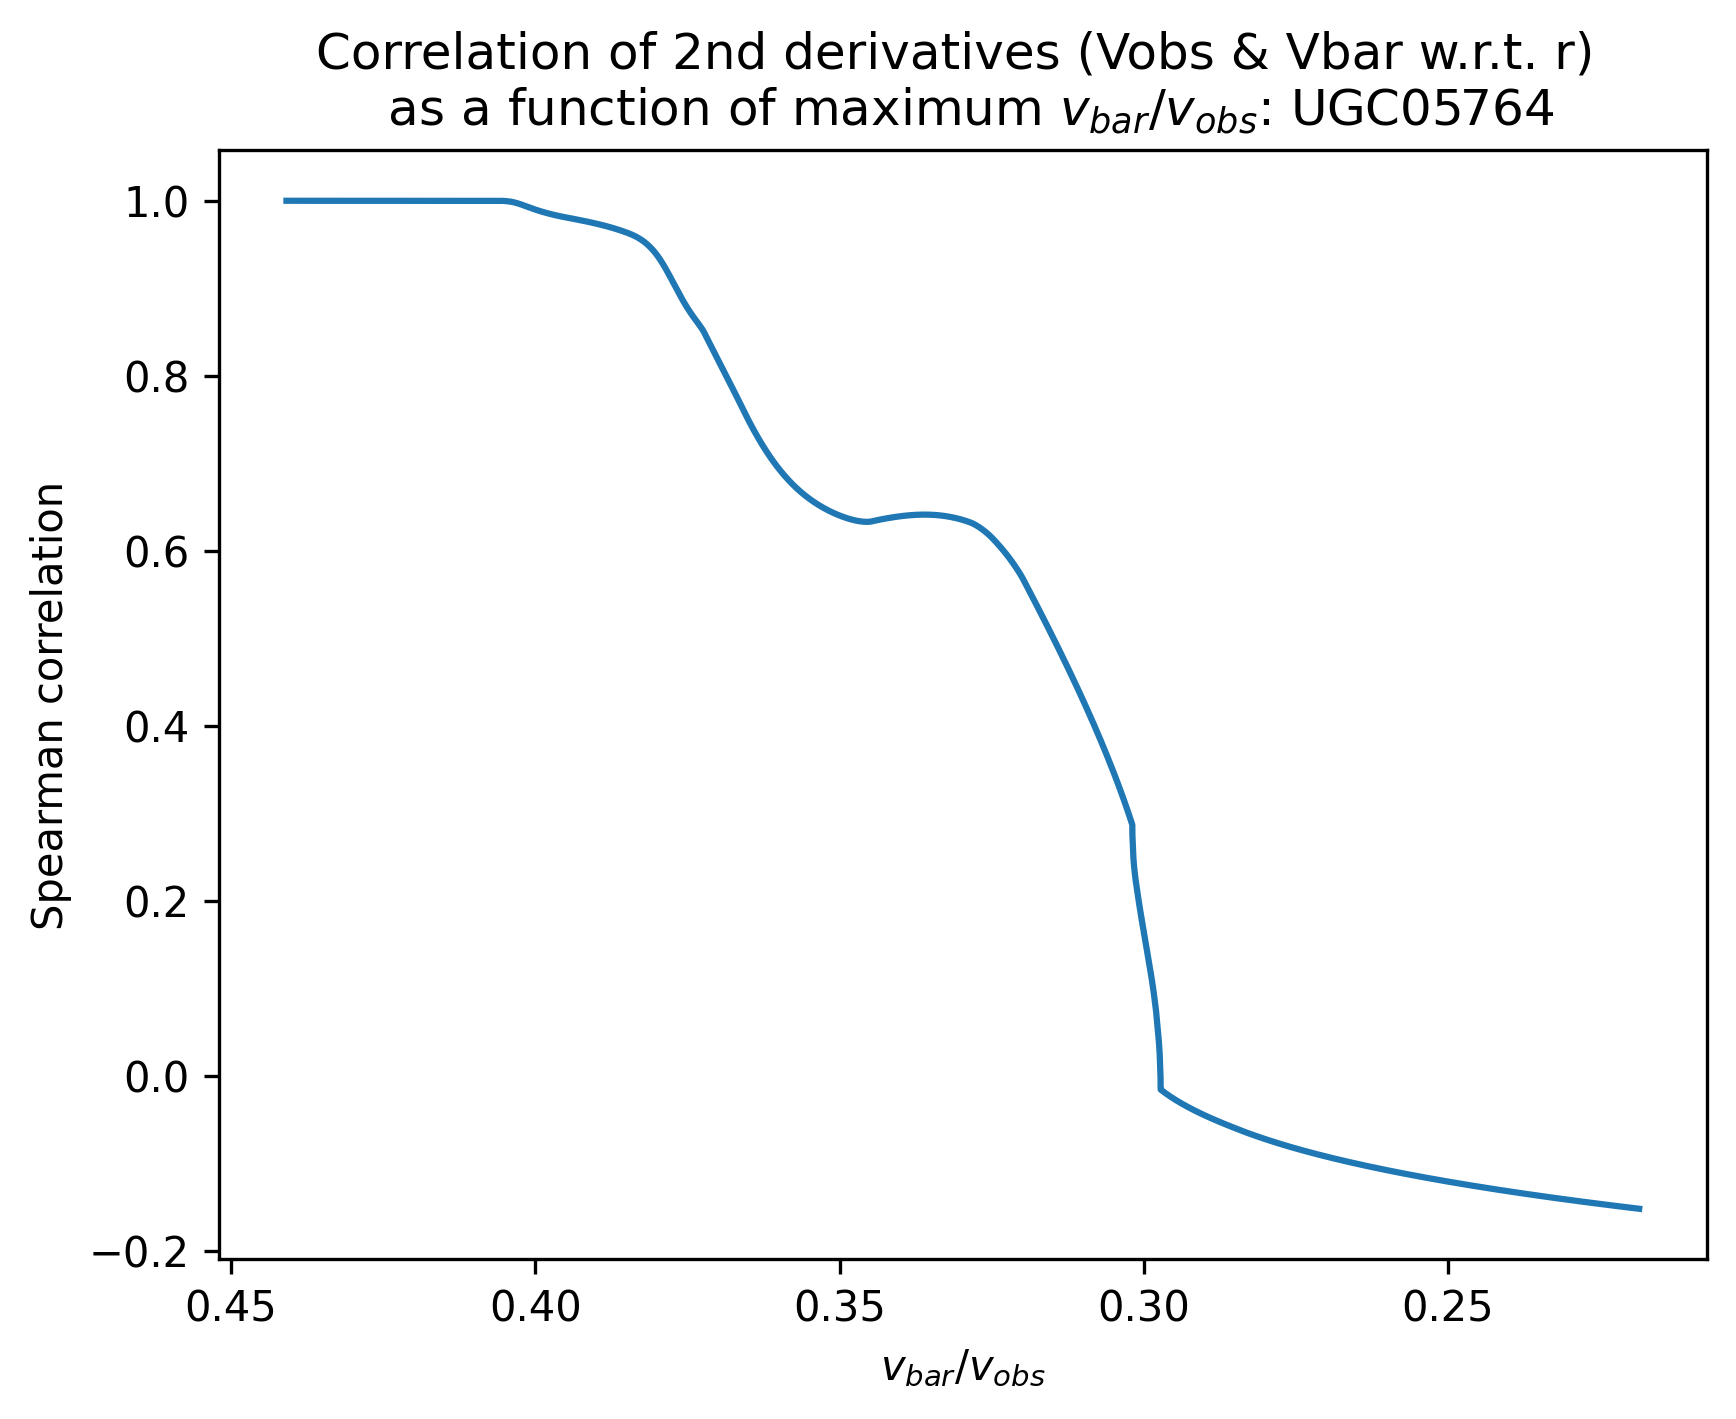 Correlation of 2nd derivatives (Vobs & Vbar w.r.t. r)
as a function of maximum v_bar/v_obs: UGC05764
1.0
0.8
0.6
0.4
0.2
0.0
−0.2
Spearman correlation
0.45 0.40 0.35 0.30 0.25
v_bar/v_obs